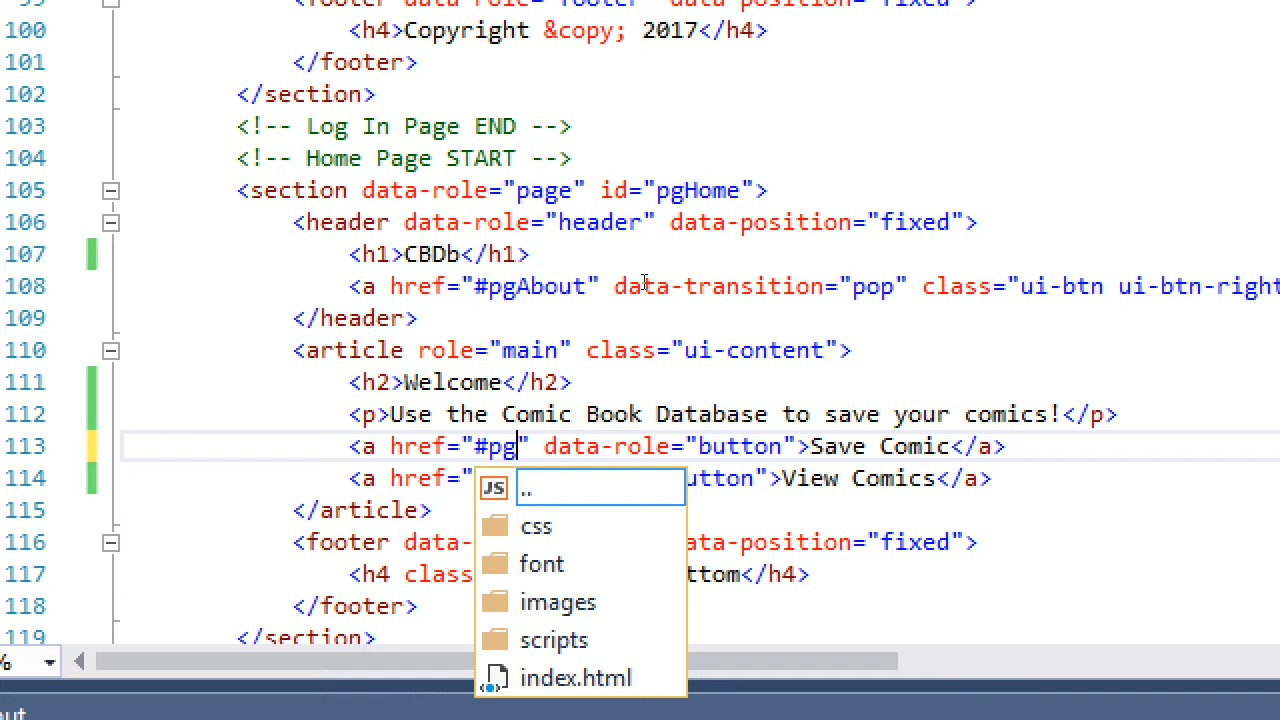 99 <footer data-role="footer" data-position="fixed">
100 <h4>Copyright &copy; 2017</h4>
101 </footer>
102 </section>
103 <!-- Log In Page END -->
104 <!-- Home Page START -->
105 <section data-role="page" id="pgHome">
106 <header data-role="header" data-position="fixed">
107 <h1>CBDb</h1>
108 <a href="#pgAbout" data-transition="pop" class="ui-btn ui-btn-right
109 </header>
110 <article role="main" class="ui-content">
111 <h2>Welcome</h2>
112 <p>Use the Comic Book Database to save your comics!</p>
113 <a href="#pg" data-role="button">Save Comic</a>
114 <a href=" utton">View Comics</a>
115 </article>
116 <footer data- ata-position="fixed">
117 <h4 class ttom</h4>
118 </footer>
119 </section>
JS ..
css
font
images
scripts
index.html
%
out